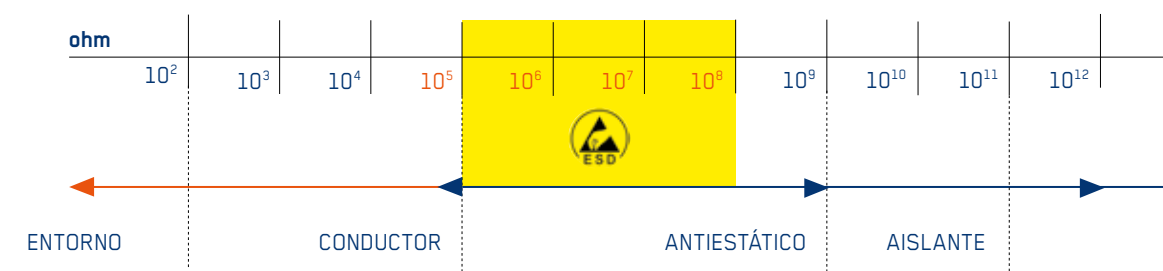 ohm
10² 10³ 10⁴ 10⁵ 10⁶ 10⁷ 10⁸ 10⁹ 10¹⁰ 10¹¹ 10¹²
ESD
ENTORNO CONDUCTOR ANTIESTÁTICO AISLANTE